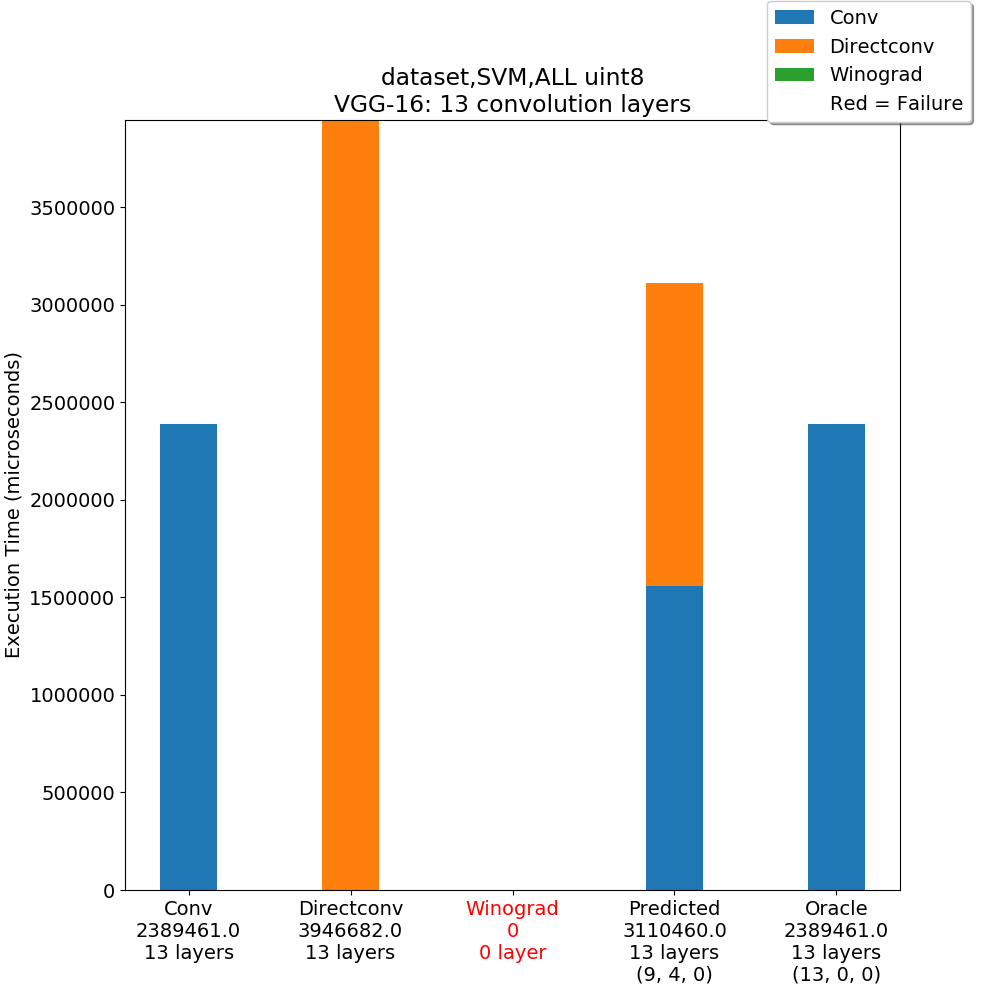 Conv
Directconv
Winograd
Red = Failure
dataset,SVM,ALL uint8
VGG-16: 13 convolution layers
Execution Time (microseconds)
3500000
3000000
2500000
2000000
1500000
1000000
500000
0
Conv
2389461.0
13 layers
Directconv
3946682.0
13 layers
Winograd
0
0 layer
Predicted
3110460.0
13 layers
(9, 4, 0)
Oracle
2389461.0
13 layers
(13, 0, 0)